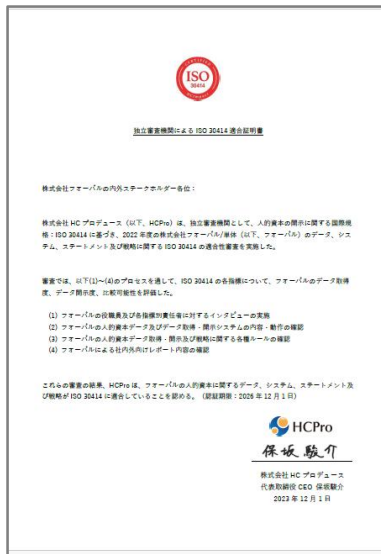 CERTIFIED
ISO
30414
独立審査機関による ISO 30414 適合証明書
株式会社フォーバルの内外ステークホルダー各位：
株式会社 HC プロデュース（以下、HCPro）は、独立審査機関として、人的資本の開示に関する国際規
格：ISO 30414 に基づき、2022 年度の株式会社フォーバル/単体（以下、フォーバル）のデータ、シス
テム、ステートメント及び戦略に関する ISO 30414 の適合性審査を実施した。
審査では、以下(1)～(4)のプロセスを通して、ISO 30414 の各指標について、フォーバルのデータ取得
度、データ開示度、比較可能性を評価した。
(1) フォーバルの役職員及び各指標別責任者に対するインタビューの実施
(2) フォーバルの人的資本データ及びデータ取得・開示システムの内容・動作の確認
(3) フォーバルの人的資本データ取得・開示及び戦略に関する各種ルールの確認
(4) フォーバルによる社内外向けレポート内容の確認
これらの審査の結果、HCPro は、フォーバルの人的資本に関するデータ、システム、ステートメント及
び戦略が ISO 30414 に適合していることを認める。（認証期限：2026 年 12 月 1 日）
HCPro
保坂駿介
株式会社 HC プロデュース
代表取締役 CEO 保坂駿介
2023 年 12 月 1 日